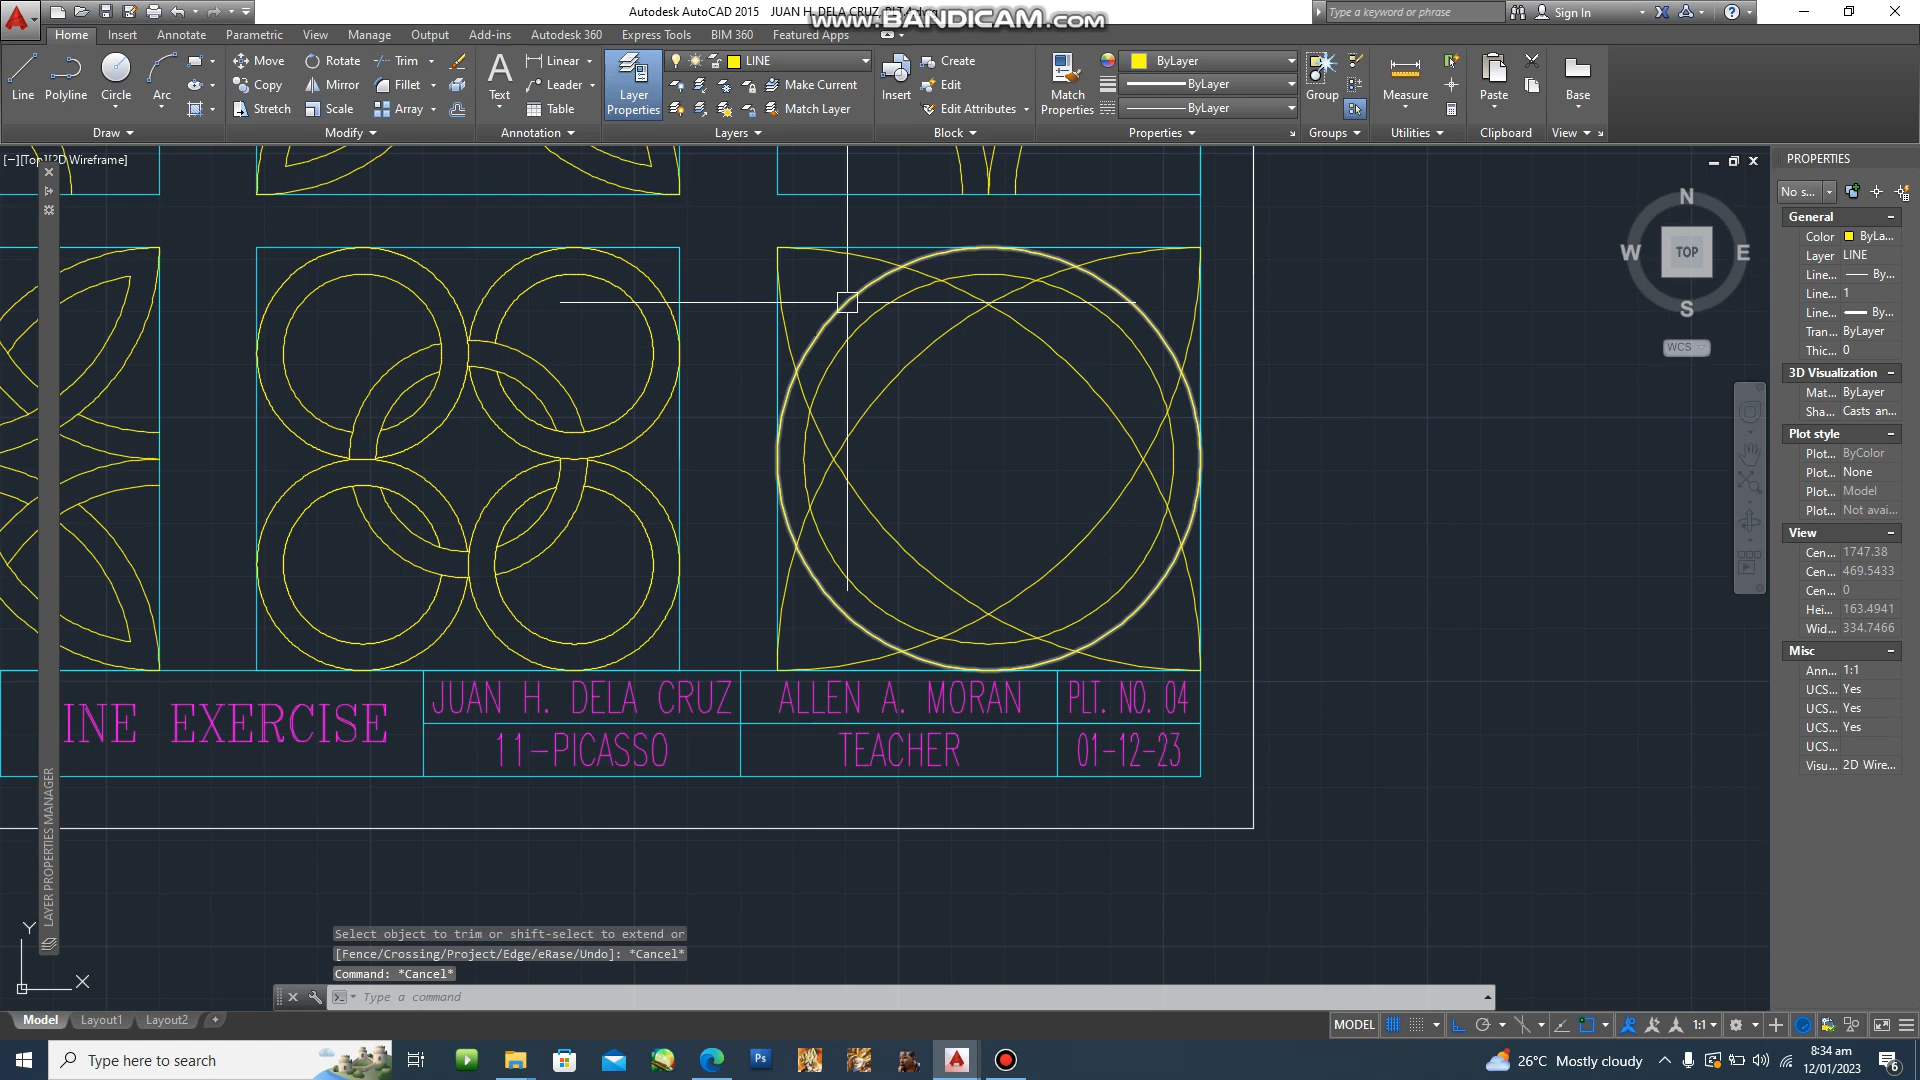 Autodesk AutoCAD 2015 JUAN H. DELA CRUZ
www.BANDICAM.com
Type a keyword or phrase
Sign In
Home Insert Annotate Parametric View Manage Output Add-ins Autodesk 360 Express Tools BIM 360 Featured Apps
Line Polyline Circle Arc
Draw
Move Rotate Trim
Copy Mirror Fillet
Stretch Scale Array
Modify
Text
Linear
Leader
Table
Annotation
Layer Properties
LINE
Make Current
Match Layer
Layers
Insert
Create
Edit
Edit Attributes
Block
Match Properties
ByLayer
ByLayer
ByLayer
Properties
Group
Groups
Measure
Utilities
Paste
Clipboard
Base
View
[−][Top][2D Wireframe]
N
W TOP E
S
WCS
PROPERTIES
No s...
General
Color ByLa...
Layer LINE
Line... By...
Line... 1
Line... By...
Tran... ByLayer
Thic... 0
3D Visualization
Mat... ByLayer
Sha... Casts an...
Plot style
Plot... ByColor
Plot... None
Plot... Model
Plot... Not avai...
View
Cen... 1747.38
Cen... 469.5433
Cen... 0
Hei... 163.4941
Wid... 334.7466
Misc
Ann... 1:1
UCS... Yes
UCS... Yes
UCS... Yes
UCS...
Visu... 2D Wire...
INE EXERCISE
JUAN H. DELA CRUZ
11-PICASSO
ALLEN A. MORAN
TEACHER
PLT. NO. 04
01-12-23
LAYER PROPERTIES MANAGER
Y
X
Select object to trim or shift-select to extend or
[Fence/Crossing/Project/Edge/eRase/Undo]: *Cancel*
Command: *Cancel*
Type a command
Model Layout1 Layout2 +
MODEL
1:1
Type here to search
Ps
26°C Mostly cloudy
8:34 am
12/01/2023
6